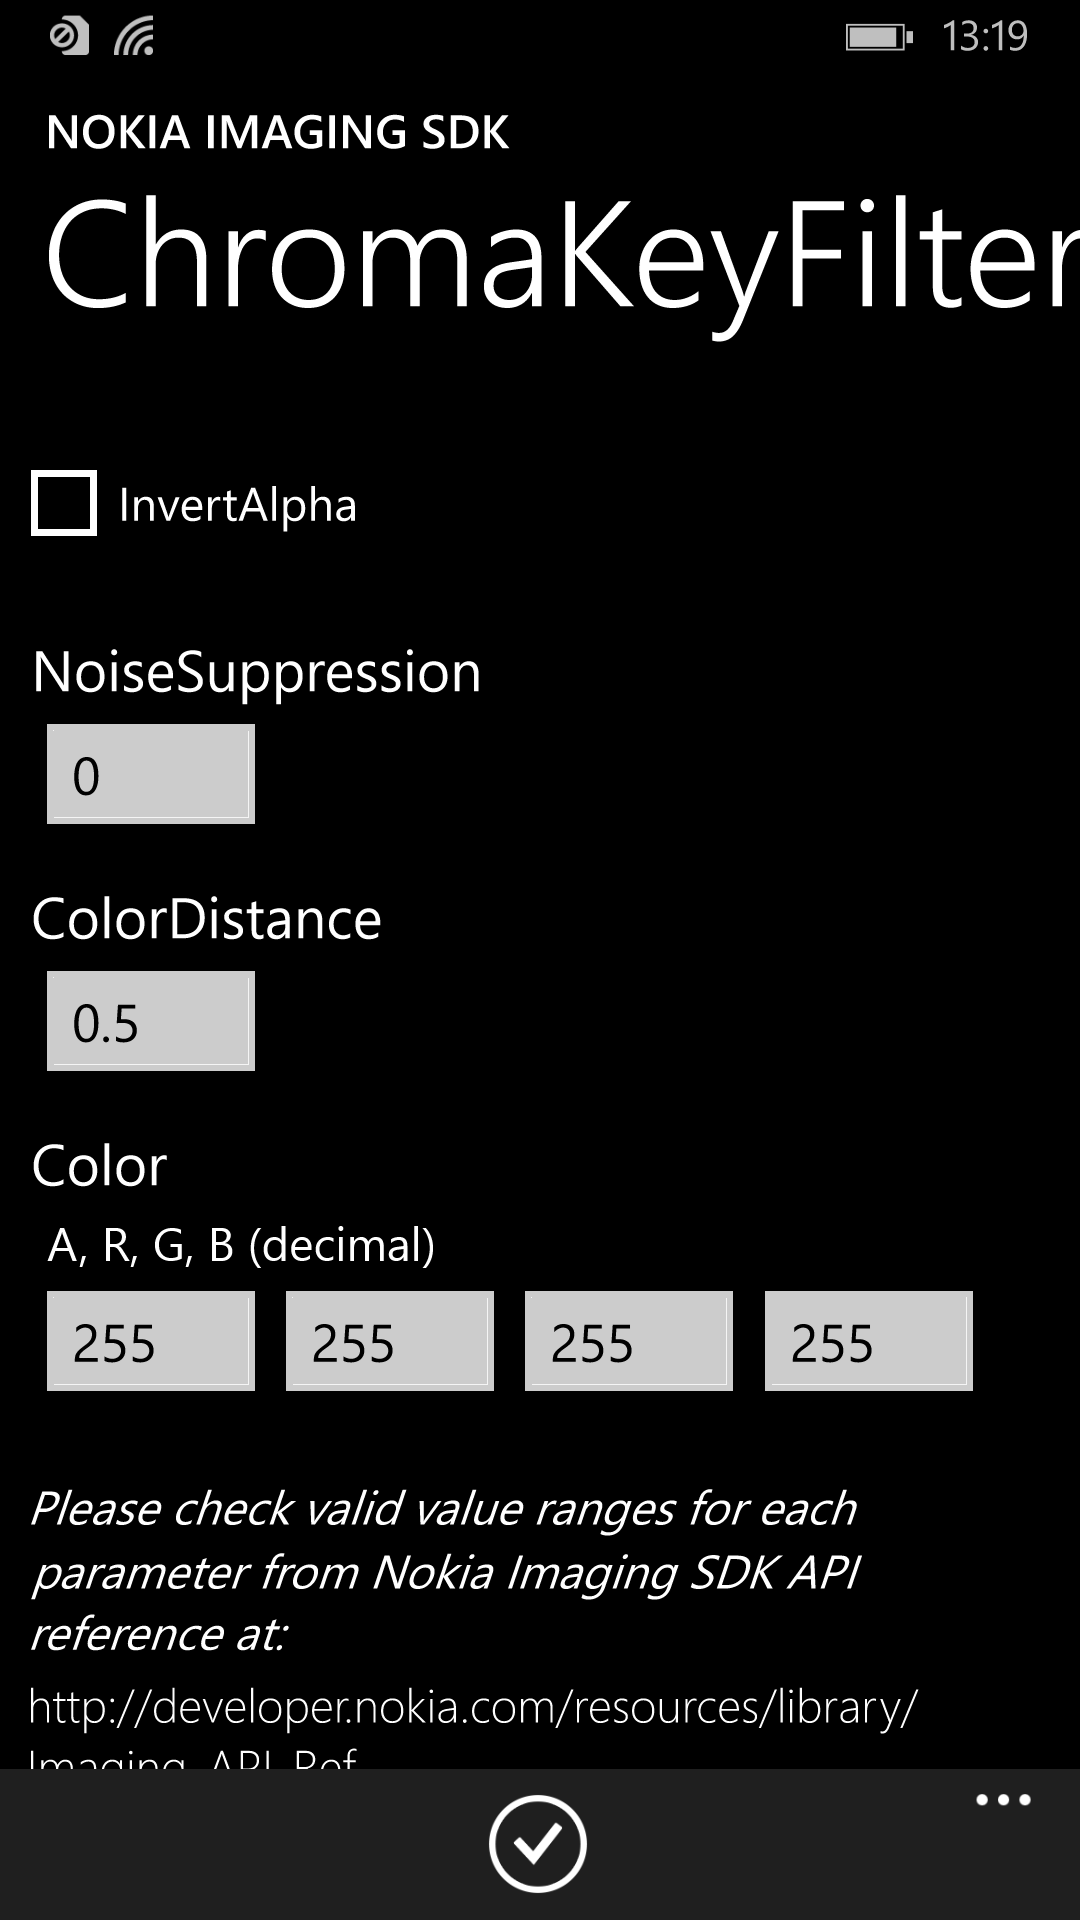 13:19
NOKIA IMAGING SDK
ChromaKeyFilter
InvertAlpha
NoiseSuppression
0
ColorDistance
0.5
Color
A, R, G, B (decimal)
255 255 255 255
Please check valid value ranges for each
parameter from Nokia Imaging SDK API
reference at:
http://developer.nokia.com/resources/library/
Imaging_API_Ref